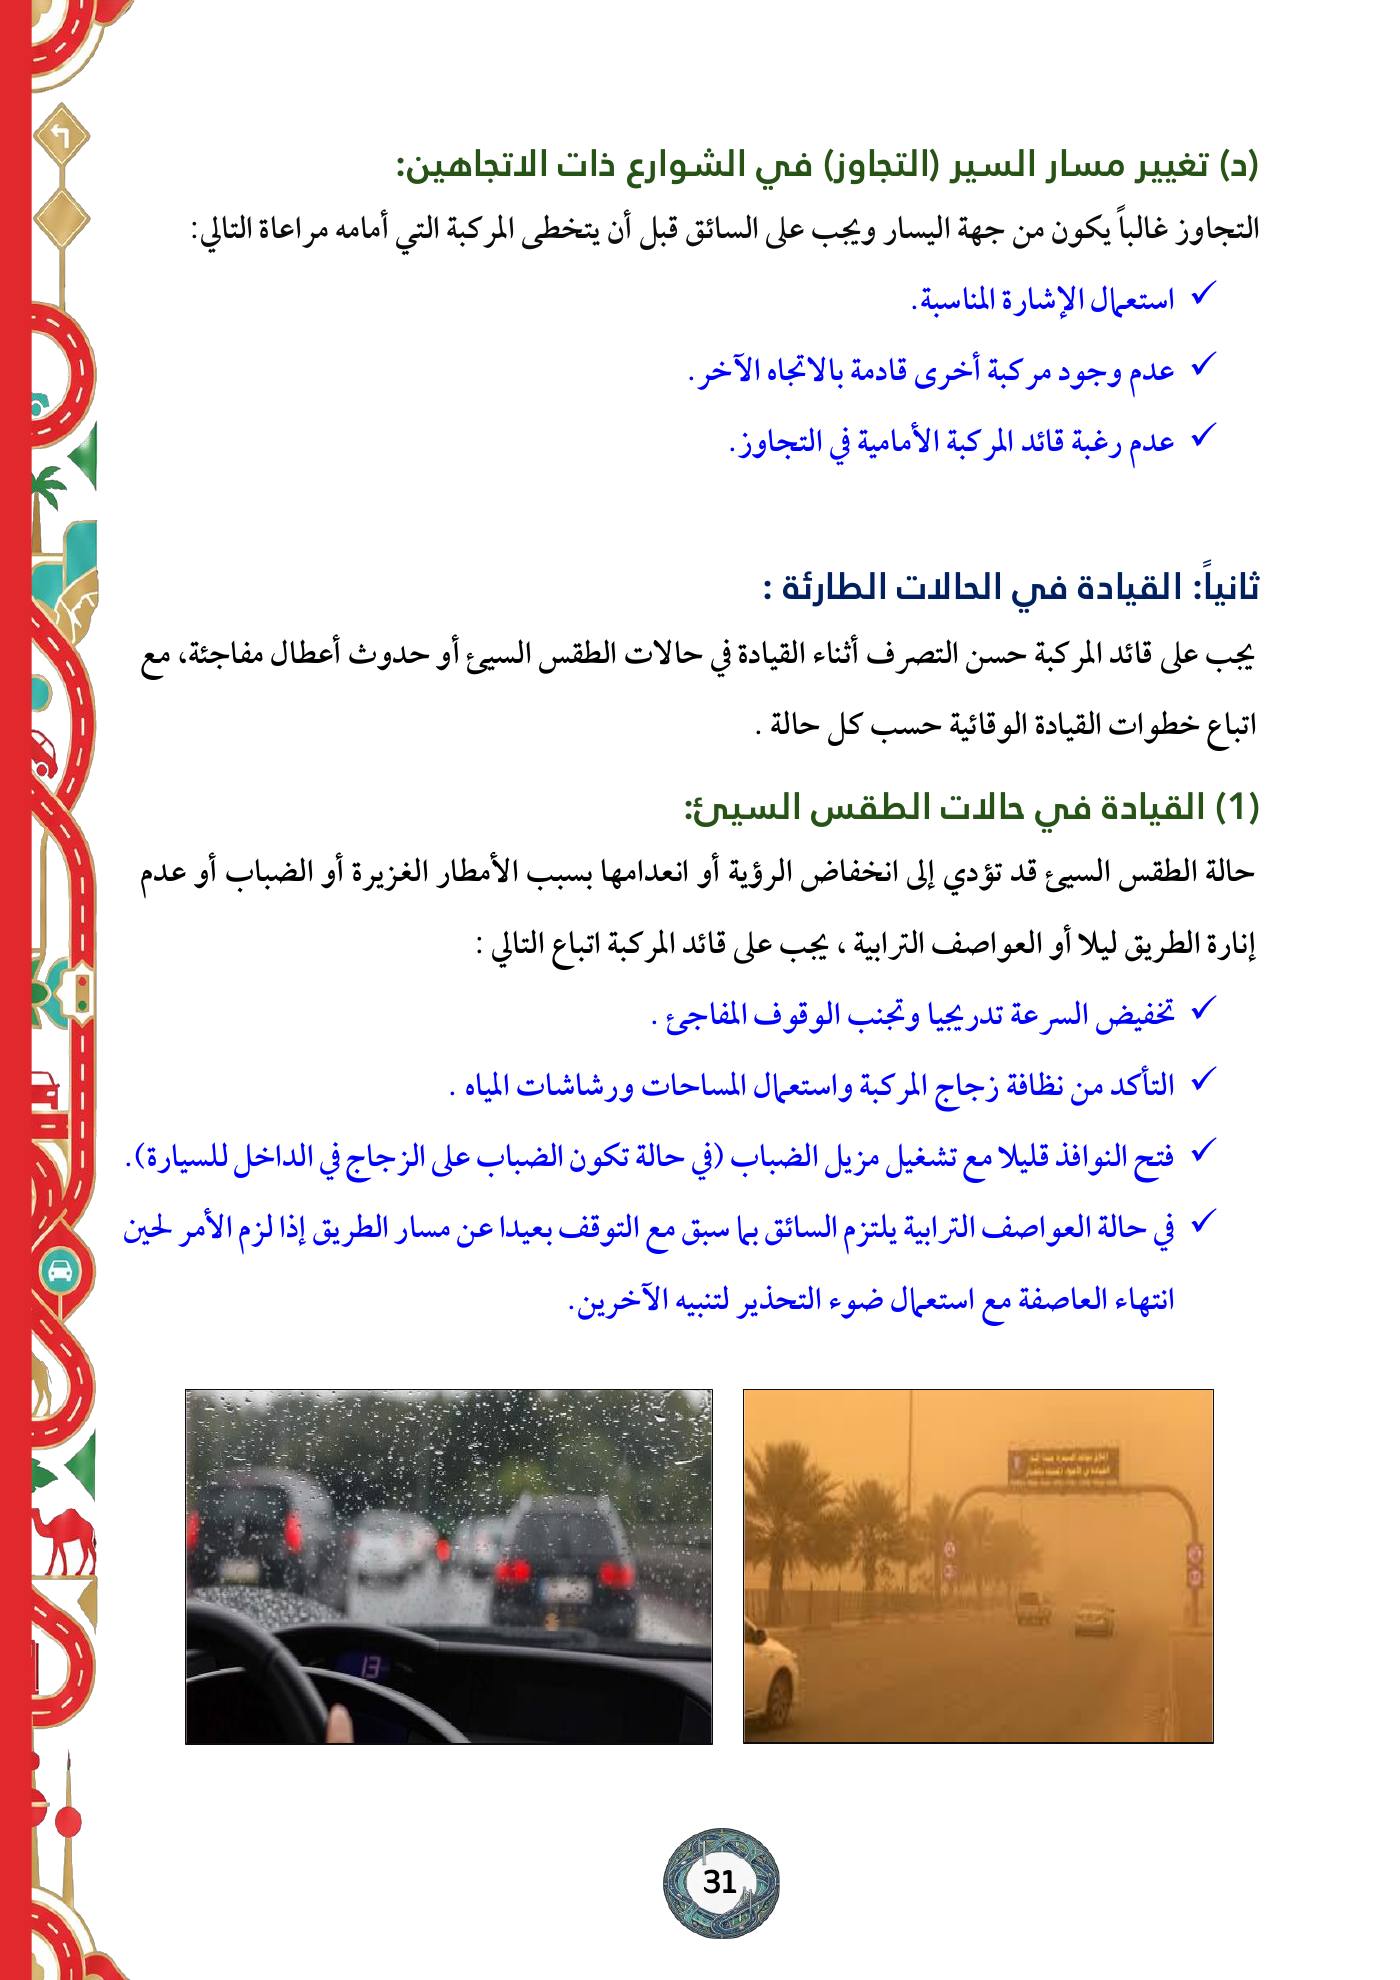 (د) تغيير مسار السير (التجاوز) في الشوارع ذات الاتجاهين:
التجاوز غالباً يكون من جهة اليسار ويجب على السائق قبل أن يتخطى المركبة التي أمامه مراعاة التالي:
✓ استعمال الإشارة المناسبة.
✓ عدم وجود مركبة أخرى قادمة بالاتجاه الآخر.
✓ عدم رغبة قائد المركبة الأمامية في التجاوز.
ثانياً: القيادة في الحالات الطارئة :
يجب على قائد المركبة حسن التصرف أثناء القيادة في حالات الطقس السيئ أو حدوث أعطال مفاجئة، مع
اتباع خطوات القيادة الوقائية حسب كل حالة .
(1) القيادة في حالات الطقس السيئ:
حالة الطقس السيئ قد تؤدي إلى انخفاض الرؤية أو انعدامها بسبب الأمطار الغزيرة أو الضباب أو عدم
إنارة الطريق ليلا أو العواصف الترابية ، يجب على قائد المركبة اتباع التالي :
✓ تخفيض السرعة تدريجيا وتجنب الوقوف المفاجئ .
✓ التأكد من نظافة زجاج المركبة واستعمال المساحات ورشاشات المياه .
✓ فتح النوافذ قليلا مع تشغيل مزيل الضباب (في حالة تكون الضباب على الزجاج في الداخل للسيارة).
✓ في حالة العواصف الترابية يلتزم السائق بما سبق مع التوقف بعيدا عن مسار الطريق إذا لزم الأمر لحين
انتهاء العاصفة مع استعمال ضوء التحذير لتنبيه الآخرين.
13
31